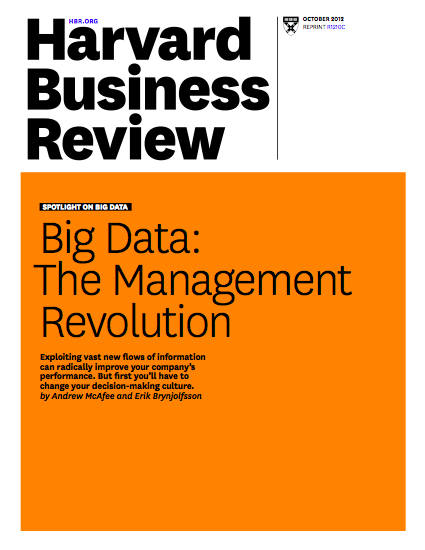 HBR.ORG
Harvard
Business
Review
OCTOBER 2012
REPRINT R1210C
SPOTLIGHT ON BIG DATA
Big Data:
The Management
Revolution
Exploiting vast new flows of information
can radically improve your company's
performance. But first you'll have to
change your decision-making culture.
by Andrew McAfee and Erik Brynjolfsson